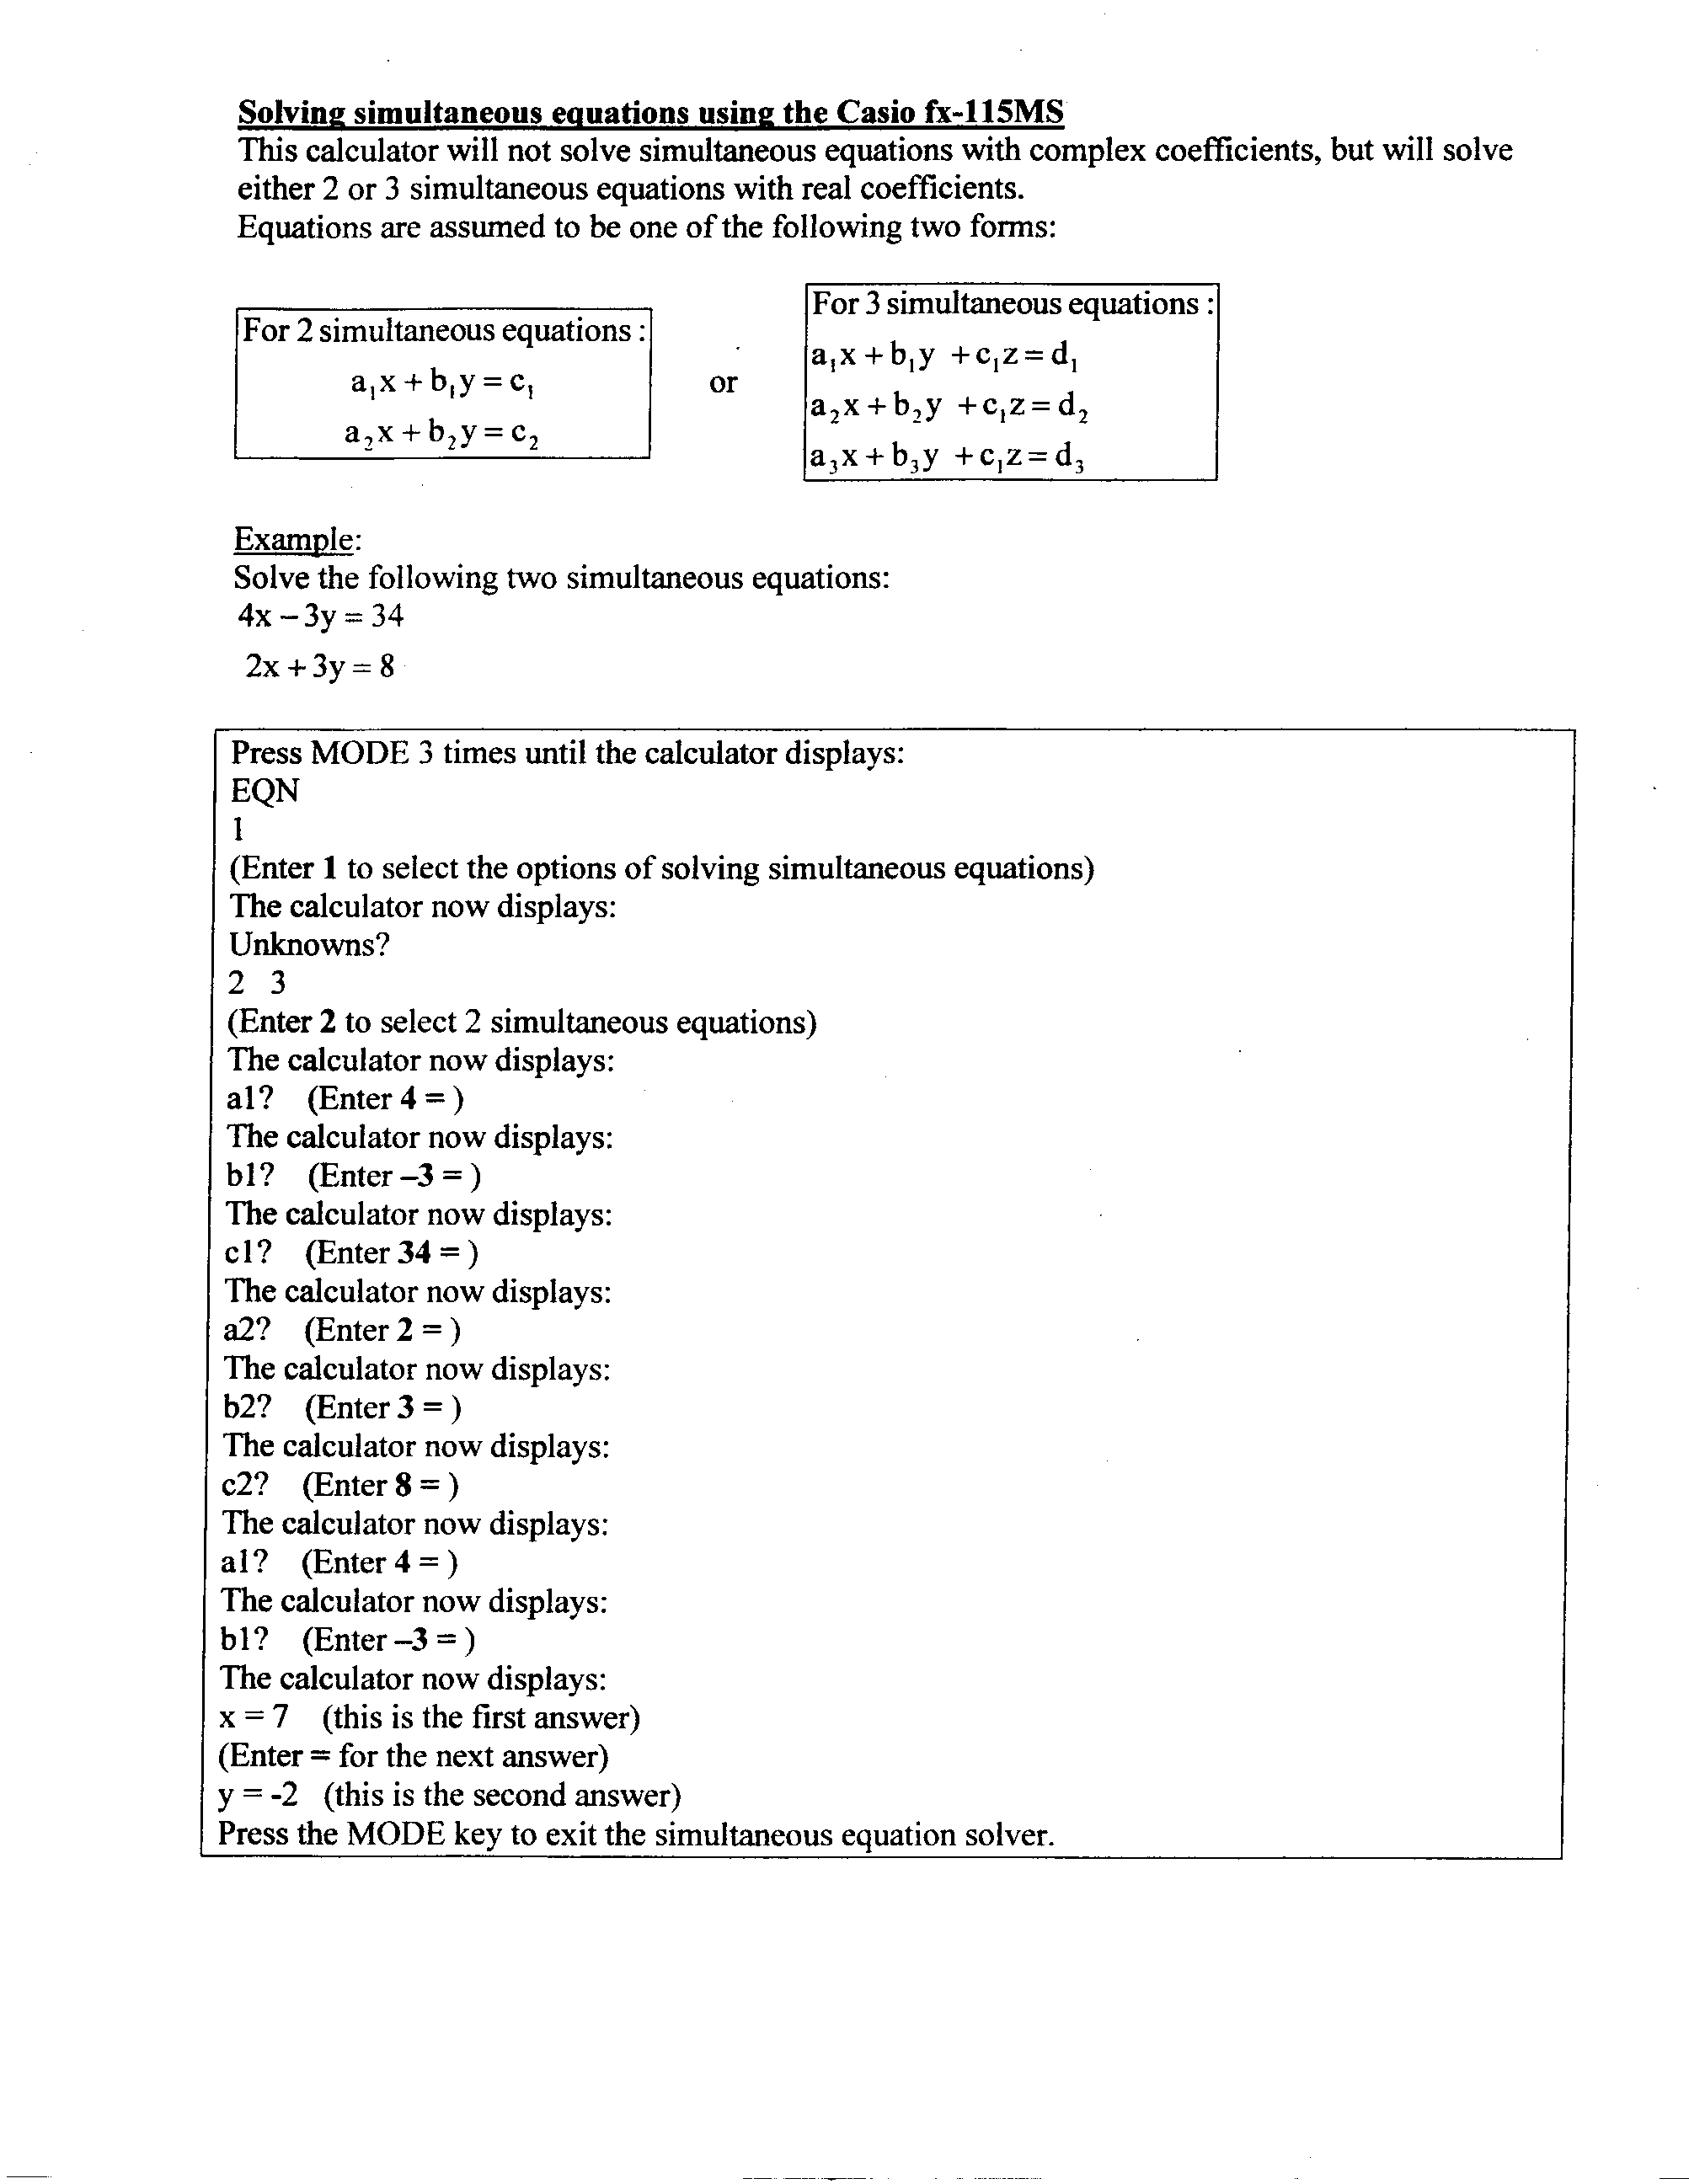 Solving simultaneous equations using the Casio fx-115MS
This calculator will not solve simultaneous equations with complex coefficients, but will solve
either 2 or 3 simultaneous equations with real coefficients.
Equations are assumed to be one of the following two forms:
For 2 simultaneous equations :
a₁x + b₁y = c₁
a₂x + b₂y = c₂
or
For 3 simultaneous equations :
a₁x + b₁y + c₁z = d₁
a₂x + b₂y + c₁z = d₂
a₃x + b₃y + c₁z = d₃
Example:
Solve the following two simultaneous equations:
4x – 3y = 34
2x + 3y = 8
Press MODE 3 times until the calculator displays:
EQN
1
(Enter 1 to select the options of solving simultaneous equations)
The calculator now displays:
Unknowns?
2 3
(Enter 2 to select 2 simultaneous equations)
The calculator now displays:
a1? (Enter 4 = )
The calculator now displays:
b1? (Enter –3 = )
The calculator now displays:
c1? (Enter 34 = )
The calculator now displays:
a2? (Enter 2 = )
The calculator now displays:
b2? (Enter 3 = )
The calculator now displays:
c2? (Enter 8 = )
The calculator now displays:
a1? (Enter 4 = )
The calculator now displays:
b1? (Enter –3 = )
The calculator now displays:
x = 7 (this is the first answer)
(Enter = for the next answer)
y = -2 (this is the second answer)
Press the MODE key to exit the simultaneous equation solver.